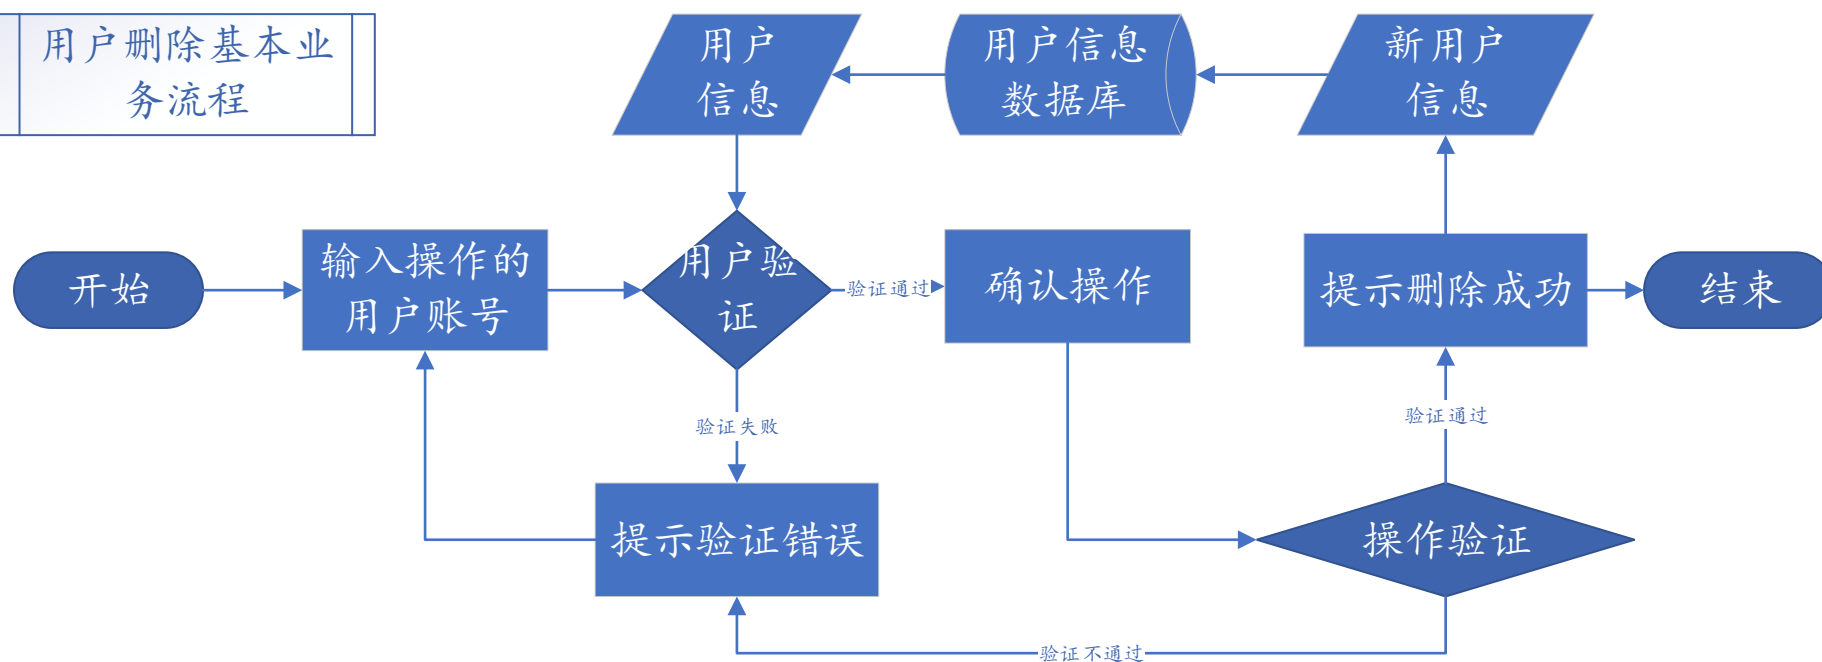 用户删除基本业
务流程
用户
信息
用户信息
数据库
新用户
信息
开始
输入操作的
用户账号
用户验
证
验证通过
确认操作
提示删除成功
结束
验证失败
验证通过
提示验证错误
操作验证
验证不通过